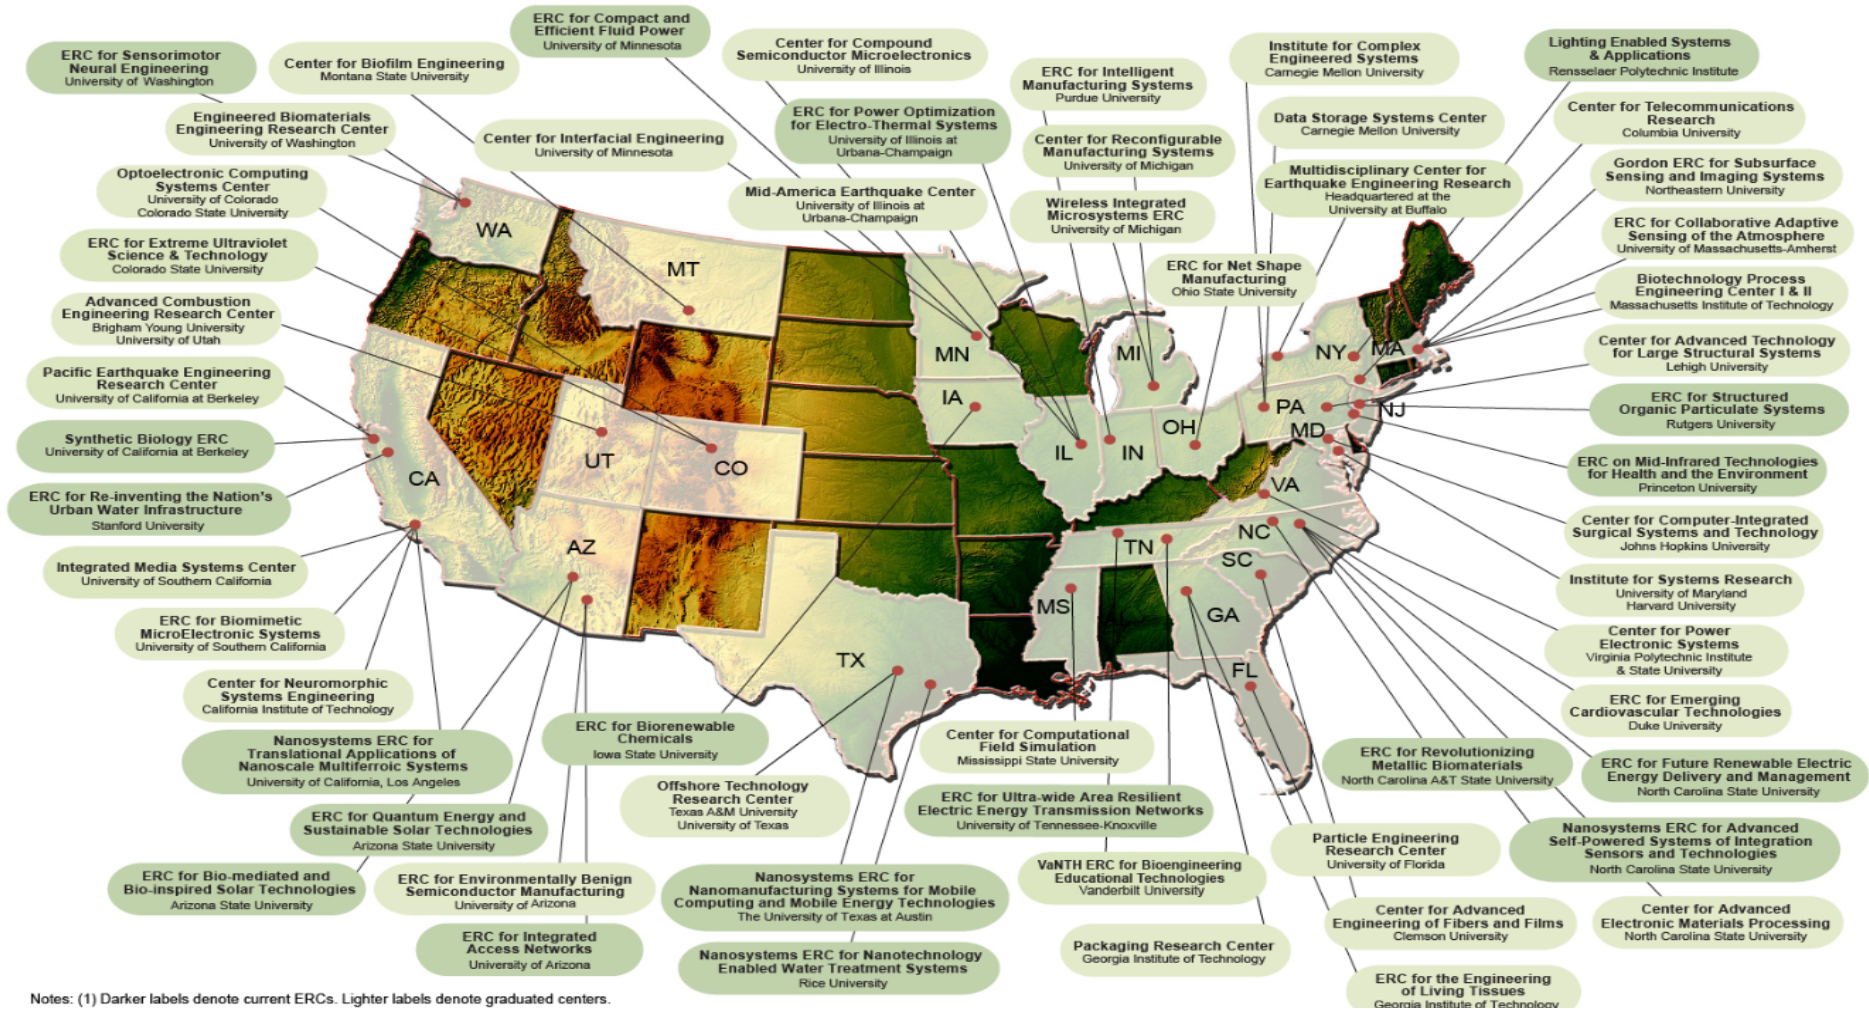 ERC for Sensorimotor
Neural Engineering
University of Washington
Center for Biofilm Engineering
Montana State University
ERC for Compact and
Efficient Fluid Power
University of Minnesota
Center for Compound
Semiconductor Microelectronics
University of Illinois
ERC for Intelligent
Manufacturing Systems
Purdue University
Institute for Complex
Engineered Systems
Carnegie Mellon University
Lighting Enabled Systems
& Applications
Rensselaer Polytechnic Institute
Engineered Biomaterials
Engineering Research Center
University of Washington
Center for Interfacial Engineering
University of Minnesota
ERC for Power Optimization
for Electro-Thermal Systems
University of Illinois at
Urbana-Champaign
Center for Reconfigurable
Manufacturing Systems
University of Michigan
Data Storage Systems Center
Carnegie Mellon University
Center for Telecommunications
Research
Columbia University
Optoelectronic Computing
Systems Center
University of Colorado
Colorado State University
Mid-America Earthquake Center
University of Illinois at
Urbana-Champaign
Wireless Integrated
Microsystems ERC
University of Michigan
Multidisciplinary Center for
Earthquake Engineering Research
Headquartered at the
University at Buffalo
Gordon ERC for Subsurface
Sensing and Imaging Systems
Northeastern University
ERC for Extreme Ultraviolet
Science & Technology
Colorado State University
ERC for Net Shape
Manufacturing
Ohio State University
ERC for Collaborative Adaptive
Sensing of the Atmosphere
University of Massachusetts-Amherst
Advanced Combustion
Engineering Research Center
Brigham Young University
University of Utah
Biotechnology Process
Engineering Center I & II
Massachusetts Institute of Technology
Pacific Earthquake Engineering
Research Center
University of California at Berkeley
Center for Advanced Technology
for Large Structural Systems
Lehigh University
Synthetic Biology ERC
University of California at Berkeley
ERC for Structured
Organic Particulate Systems
Rutgers University
ERC for Re-inventing the Nation's
Urban Water Infrastructure
Stanford University
ERC on Mid-Infrared Technologies
for Health and the Environment
Princeton University
Integrated Media Systems Center
University of Southern California
Center for Computer-Integrated
Surgical Systems and Technology
Johns Hopkins University
ERC for Biomimetic
MicroElectronic Systems
University of Southern California
Institute for Systems Research
University of Maryland
Harvard University
Center for Neuromorphic
Systems Engineering
California Institute of Technology
Center for Power
Electronic Systems
Virginia Polytechnic Institute
& State University
WA
MT
MN
MI
NY
MA
IA
PA
NJ
OH
MD
UT
CO
IL
IN
CA
VA
AZ
TN
NC
SC
MS
GA
TX
FL
Nanosystems ERC for
Translational Applications of
Nanoscale Multiferroic Systems
University of California, Los Angeles
ERC for Biorenewable
Chemicals
Iowa State University
Center for Computational
Field Simulation
Mississippi State University
ERC for Emerging
Cardiovascular Technologies
Duke University
ERC for Revolutionizing
Metallic Biomaterials
North Carolina A&T State University
ERC for Future Renewable Electric
Energy Delivery and Management
North Carolina State University
ERC for Quantum Energy and
Sustainable Solar Technologies
Arizona State University
Offshore Technology
Research Center
Texas A&M University
University of Texas
ERC for Ultra-wide Area Resilient
Electric Energy Transmission Networks
University of Tennessee-Knoxville
Particle Engineering
Research Center
University of Florida
Nanosystems ERC for Advanced
Self-Powered Systems of Integration
Sensors and Technologies
North Carolina State University
ERC for Bio-mediated and
Bio-inspired Solar Technologies
Arizona State University
ERC for Environmentally Benign
Semiconductor Manufacturing
University of Arizona
Nanosystems ERC for
Nanomanufacturing Systems for Mobile
Computing and Mobile Energy Technologies
The University of Texas at Austin
VaNTH ERC for Bioengineering
Educational Technologies
Vanderbilt University
Center for Advanced
Engineering of Fibers and Films
Clemson University
Center for Advanced
Electronic Materials Processing
North Carolina State University
ERC for Integrated
Access Networks
University of Arizona
Nanosystems ERC for Nanotechnology
Enabled Water Treatment Systems
Rice University
Packaging Research Center
Georgia Institute of Technology
ERC for the Engineering
of Living Tissues
Georgia Institute of Technology
Notes: (1) Darker labels denote current ERCs. Lighter labels denote graduated centers.